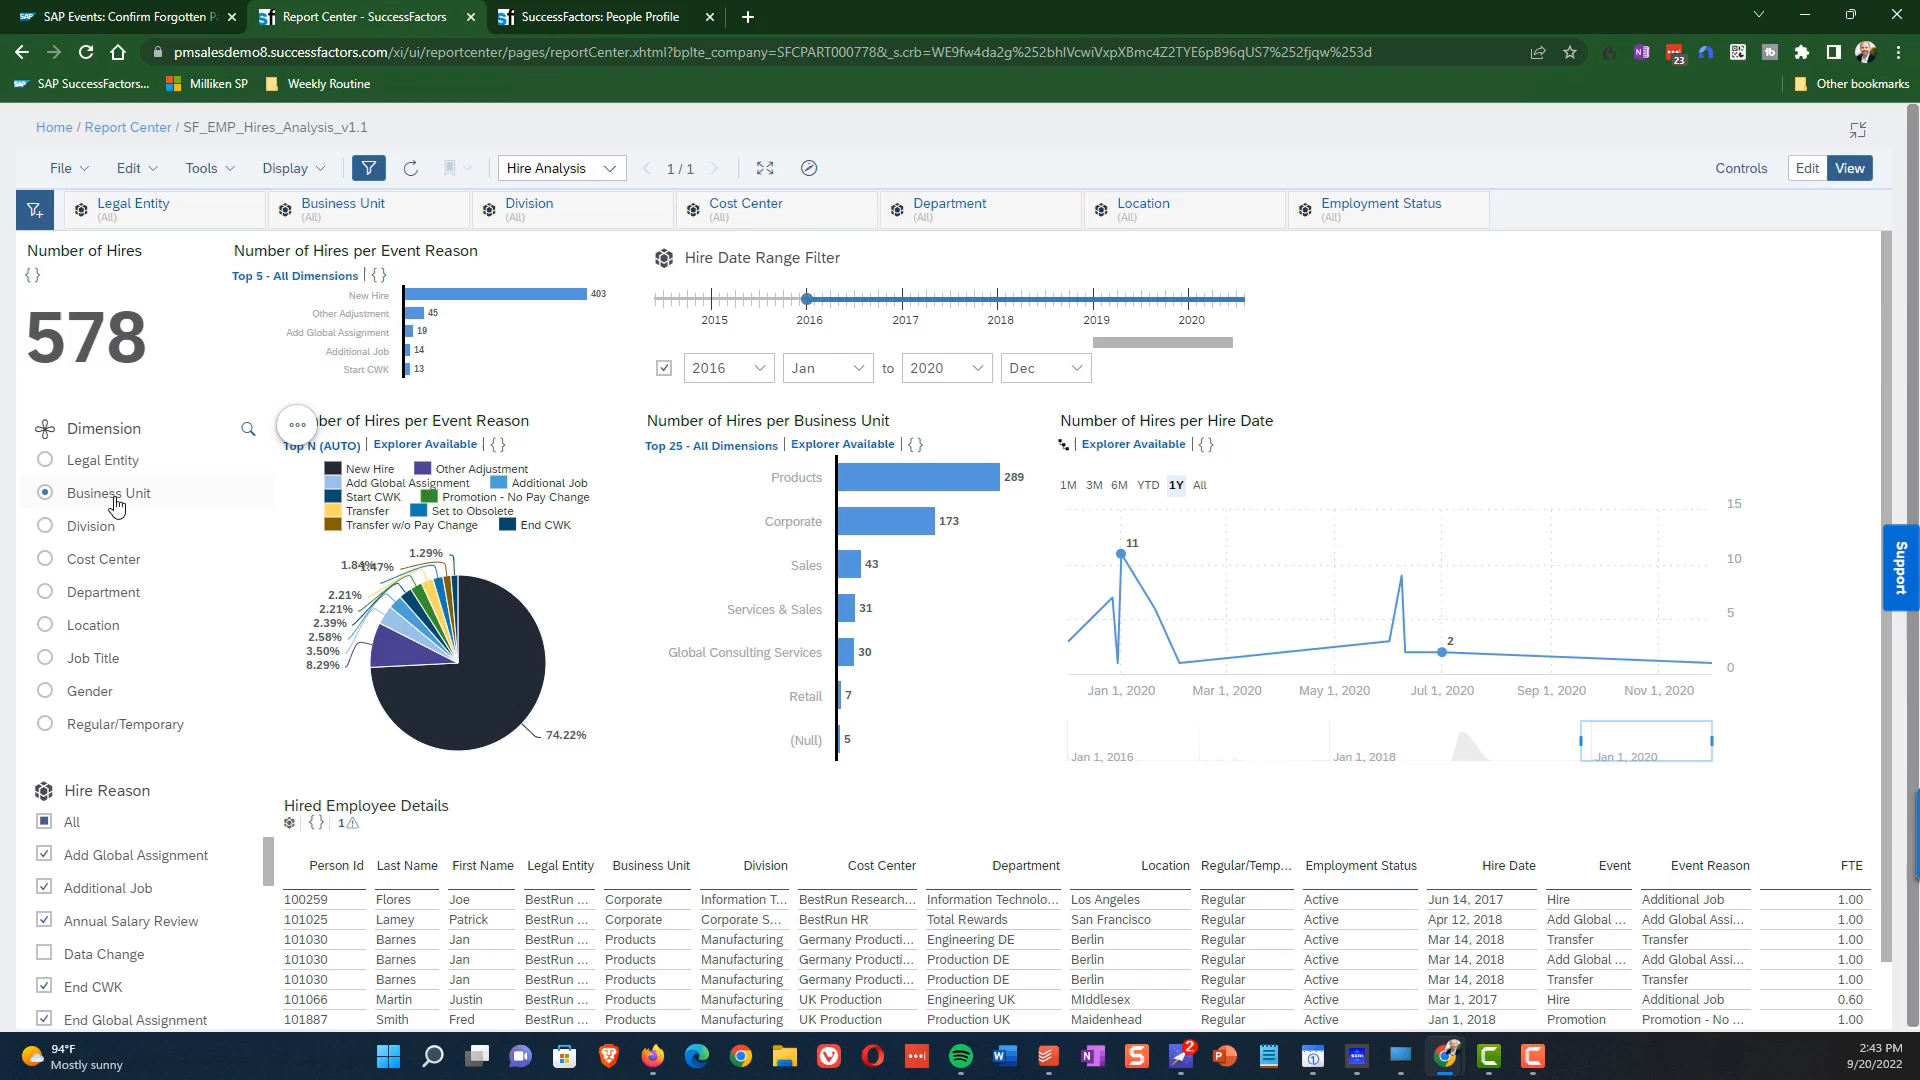 SAP Events: Confirm Forgotten P
Report Center - SuccessFactors
SuccessFactors: People Profile
pmsalesdemo8.successfactors.com/xi/ui/reportcenter/pages/reportCenter.xhtml?bplte_company=SFCPART000778&_s.crb=WE9fw4da2g%252bhlVcwiVxpXBmc4Z2TYE6pB96qUS7%252fjqw%253d
23
SAP SuccessFactors...
Milliken SP
Weekly Routine
Other bookmarks
Home / Report Center / SF_EMP_Hires_Analysis_v1.1
File
Edit
Tools
Display
Hire Analysis
1 / 1
Controls
Edit
View
Legal Entity
(All)
Business Unit
(All)
Division
(All)
Cost Center
(All)
Department
(All)
Location
(All)
Employment Status
(All)
Number of Hires
{ }
578
Number of Hires per Event Reason
Top 5 - All Dimensions | { }
New Hire 403
Other Adjustment 45
Add Global Assignment 19
Additional Job 14
Start CWK 13
Hire Date Range Filter
2015 2016 2017 2018 2019 2020
2016 Jan to 2020 Dec
Dimension
Legal Entity
Business Unit
Division
Cost Center
Department
Location
Job Title
Gender
Regular/Temporary
ber of Hires per Event Reason
Top N (AUTO) | Explorer Available | { }
New Hire Other Adjustment
Add Global Assignment Additional Job
Start CWK Promotion - No Pay Change
Transfer Set to Obsolete
Transfer w/o Pay Change End CWK
1.29%
1.84%
1.47%
2.21%
2.21%
2.39%
2.58%
3.50%
8.29%
74.22%
Number of Hires per Business Unit
Top 25 - All Dimensions | Explorer Available | { }
Products 289
Corporate 173
Sales 43
Services & Sales 31
Global Consulting Services 30
Retail 7
(Null) 5
Number of Hires per Hire Date
| Explorer Available | { }
1M 3M 6M YTD 1Y All
15
11
10
5
2
0
Jan 1, 2020 Mar 1, 2020 May 1, 2020 Jul 1, 2020 Sep 1, 2020 Nov 1, 2020
Jan 1, 2016 Jan 1, 2018 Jan 1, 2020
Support
Hire Reason
All
Add Global Assignment
Additional Job
Annual Salary Review
Data Change
End CWK
End Global Assignment
Hired Employee Details
| { } | 1
Person Id Last Name First Name Legal Entity Business Unit Division Cost Center Department Location Regular/Temp... Employment Status Hire Date Event Event Reason FTE
100259 Flores Joe BestRun ... Corporate Information T... BestRun Research... Information Technolo... Los Angeles Regular Active Jun 14, 2017 Hire Additional Job 1.00
101025 Lamey Patrick BestRun ... Corporate Corporate S... BestRun HR Total Rewards San Francisco Regular Active Apr 12, 2018 Add Global ... Add Global Assi... 1.00
101030 Barnes Jan BestRun ... Products Manufacturing Germany Producti... Engineering DE Berlin Regular Active Mar 14, 2018 Transfer Transfer 1.00
101030 Barnes Jan BestRun ... Products Manufacturing Germany Producti... Production DE Berlin Regular Active Mar 14, 2018 Add Global ... Add Global Assi... 1.00
101030 Barnes Jan BestRun ... Products Manufacturing Germany Producti... Production DE Berlin Regular Active Mar 14, 2018 Transfer Transfer 1.00
101066 Martin Justin BestRun ... Products Manufacturing UK Production Engineering UK MIddlesex Regular Active Mar 1, 2017 Hire Additional Job 0.60
101887 Smith Fred BestRun ... Products Manufacturing UK Production Production UK Maidenhead Regular Active Jan 1, 2018 Promotion Promotion - No ... 1.00
94°F
Mostly sunny
2
2:43 PM
9/20/2022